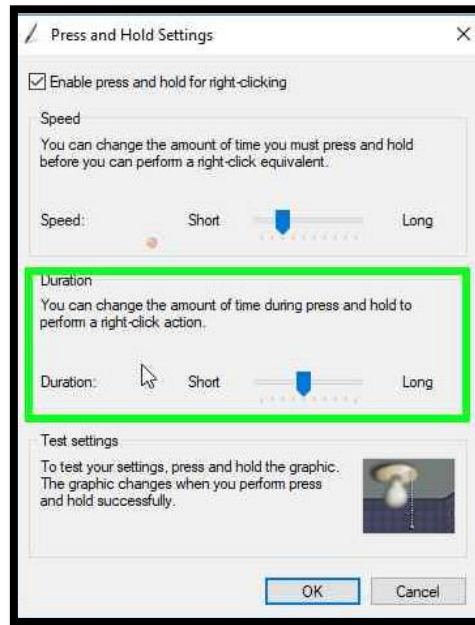 Press and Hold Settings
Enable press and hold for right-clicking
Speed
You can change the amount of time you must press and hold
before you can perform a right-click equivalent.
Speed: Short Long
Duration
You can change the amount of time during press and hold to
perform a right-click action.
Duration: Short Long
Test settings
To test your settings, press and hold the graphic.
The graphic changes when you perform press
and hold successfully.
OK Cancel